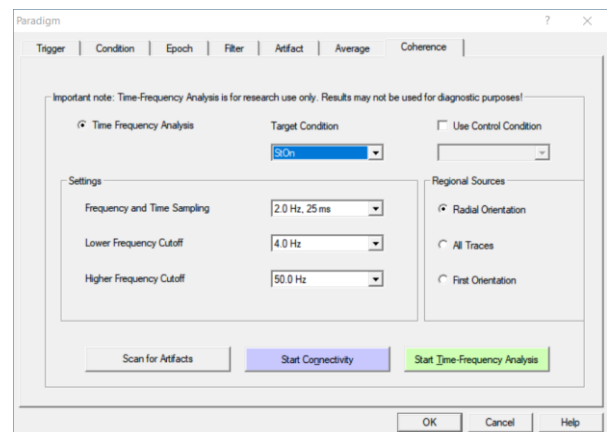 Paradigm
?
Trigger Condition Epoch Filter Artifact Average Coherence
Important note: Time-Frequency Analysis is for research use only. Results may not be used for diagnostic purposes!
Time Frequency Analysis
Target Condition
Use Control Condition
StOn
Settings
Regional Sources
Frequency and Time Sampling
2.0 Hz, 25 ms
Radial Orientation
Lower Frequency Cutoff
4.0 Hz
All Traces
Higher Frequency Cutoff
50.0 Hz
First Orientation
Scan for Artifacts
Start Connectivity
Start Time-Frequency Analysis
OK
Cancel
Help